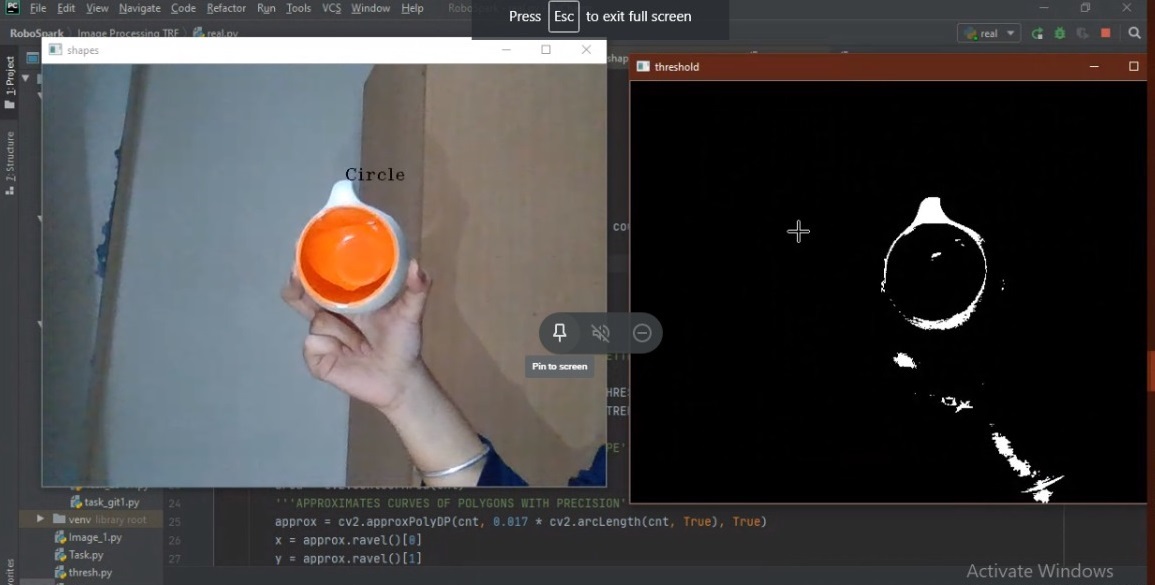 PC File Edit View Navigate Code Refactor Run Tools VCS Window Help
Press Esc to exit full screen
RoboSpark Image Processing TRF real.py
real
shapes
threshold
1: Project
7: Structure
Circle
Pin to screen
task_git1.py
24 '''APPROXIMATES CURVES OF POLYGONS WITH PRECISION'
venv library root
25 approx = cv2.approxPolyDP(cnt, 0.017 * cv2.arcLength(cnt, True), True)
Image_1.py
26 x = approx.ravel()[0]
Task.py
27 y = approx.ravel()[1]
thresh.py
Activate Windows